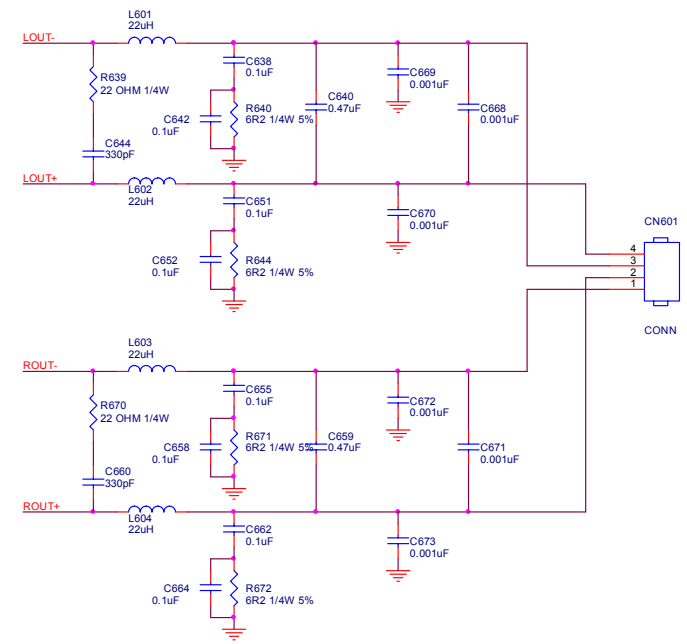 L601
22uH
LOUT-
R639
22 OHM 1/4W
C644
330pF
C638
0.1uF
C642
0.1uF
R640
6R2 1/4W 5%
C640
0.47uF
C669
0.001uF
C668
0.001uF
LOUT+
L602
22uH
C651
0.1uF
C652
0.1uF
R644
6R2 1/4W 5%
C670
0.001uF
CN601
4
3
2
1
CONN
L603
22uH
ROUT-
R670
22 OHM 1/4W
C660
330pF
C655
0.1uF
C658
0.1uF
R671
6R2 1/4W 5%
C659
0.47uF
C672
0.001uF
C671
0.001uF
ROUT+
L604
22uH
C662
0.1uF
C664
0.1uF
R672
6R2 1/4W 5%
C673
0.001uF